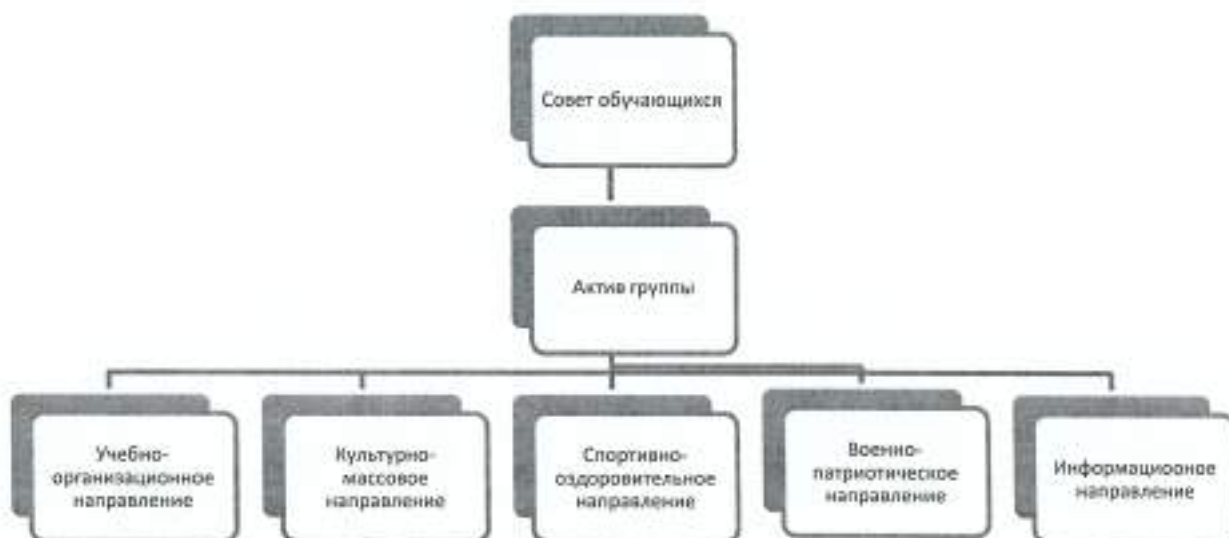 Совет обучающихся
Актив группы
Учебно-
организационное
направление
Культурно-
массовое
направление
Спортивно-
оздоровительное
направление
Военно-
патриотическое
направление
Информациооное
направление